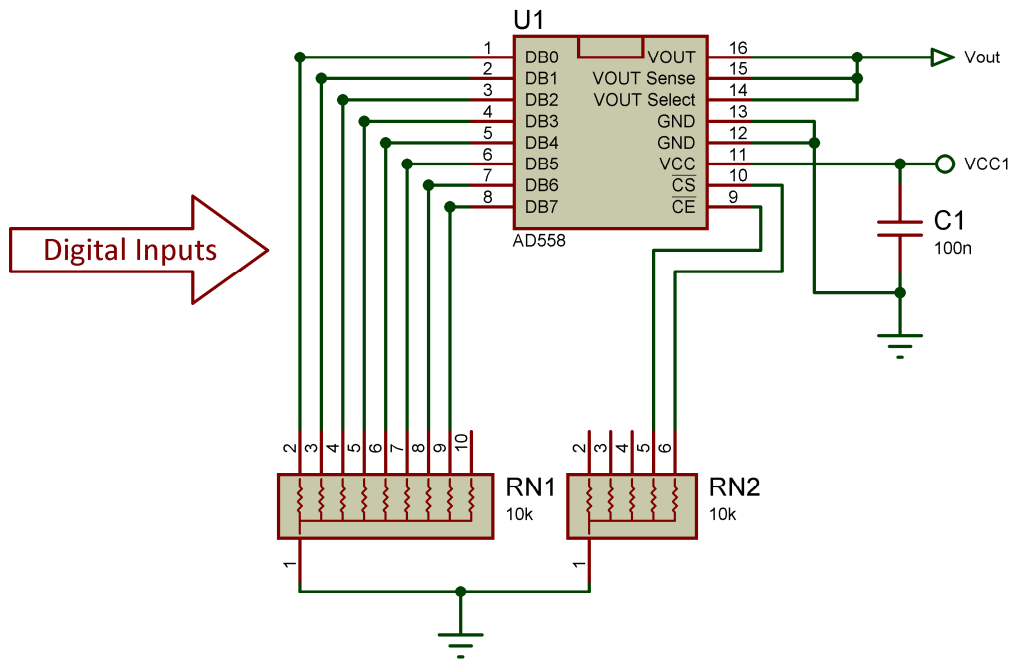 U1
1 DB0 VOUT 16 Vout
2 DB1 VOUT Sense 15
3 DB2 VOUT Select 14
4 DB3 GND 13
5 DB4 GND 12
6 DB5 VCC 11 VCC1
7 DB6 CS 10
8 DB7 CE 9
AD558
C1
100n
Digital Inputs
2 3 4 5 6 7 8 9 10
RN1
10k
1
2 3 4 5 6
RN2
10k
1